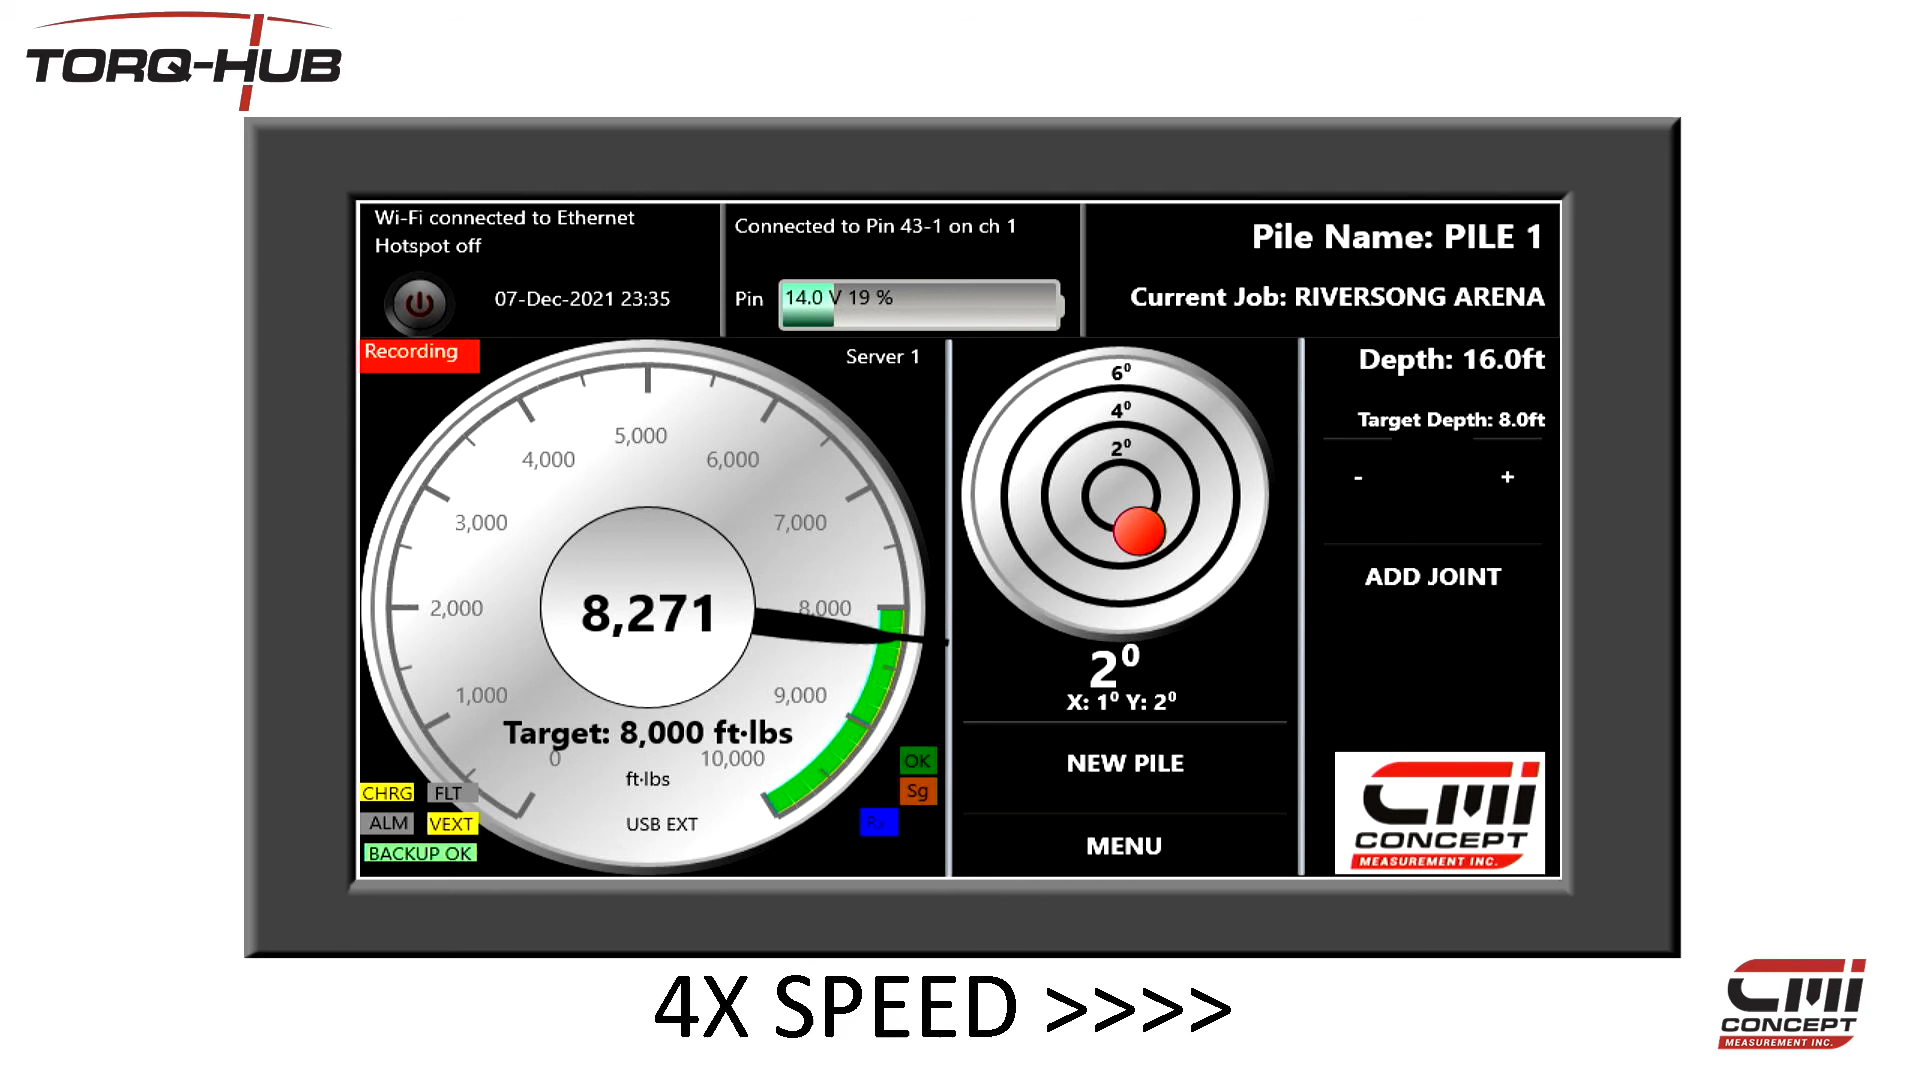 TORQ-HUB
Wi-Fi connected to Ethernet
Hotspot off
07-Dec-2021 23:35
Connected to Pin 43-1 on ch 1
Pin
14.0 V 19 %
Pile Name: PILE 1
Current Job: RIVERSONG ARENA
Recording
Server 1
5,000
4,000
6,000
3,000
7,000
2,000
8,000
8,271
1,000
9,000
Target: 8,000 ft·lbs
0
10,000
ft·lbs
USB EXT
CHRG
FLT
ALM
VEXT
BACKUP OK
OK
Sg
Rx
6⁰
4⁰
2⁰
2⁰
X: 1⁰ Y: 2⁰
NEW PILE
MENU
Depth: 16.0ft
Target Depth: 8.0ft
-
+
ADD JOINT
CMI
CONCEPT
MEASUREMENT INC.
4X SPEED >>>>
CMI
CONCEPT
MEASUREMENT INC.